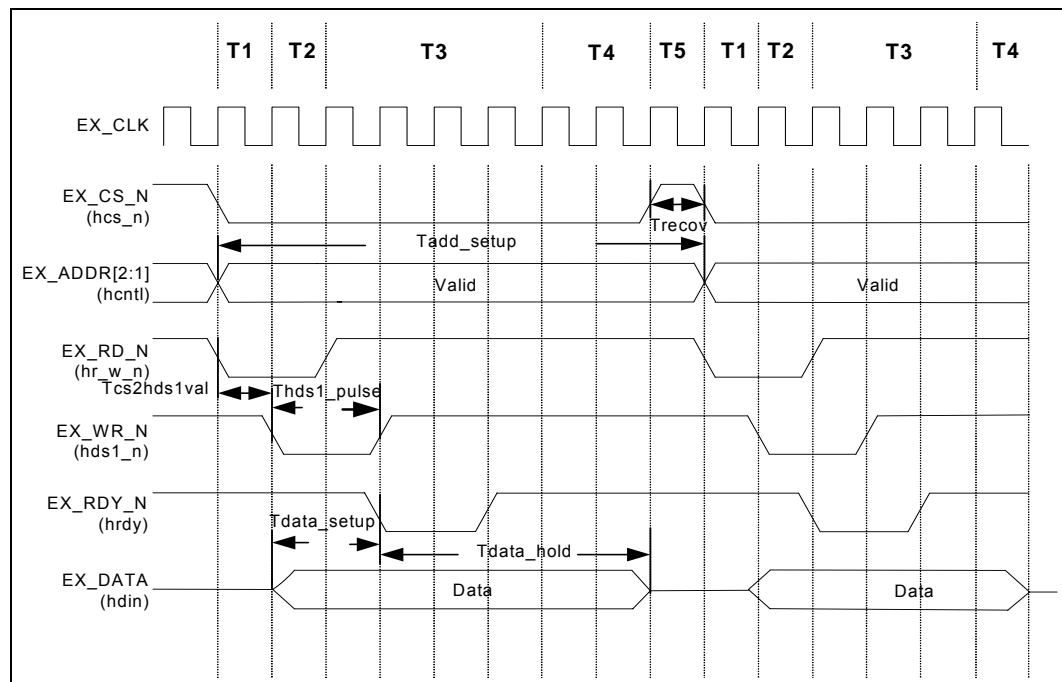 T1 T2 T3 T4 T5 T1 T2 T3 T4
EX_CLK
EX_CS_N
(hcs_n)
Trecov
Tadd_setup
EX_ADDR[2:1]
(hcntl)
Valid Valid
EX_RD_N
(hr_w_n)
Tcs2hds1val Thds1_pulse
EX_WR_N
(hds1_n)
EX_RDY_N
(hrdy)
Tdata_setup
Tdata_hold
EX_DATA
(hdin)
Data Data